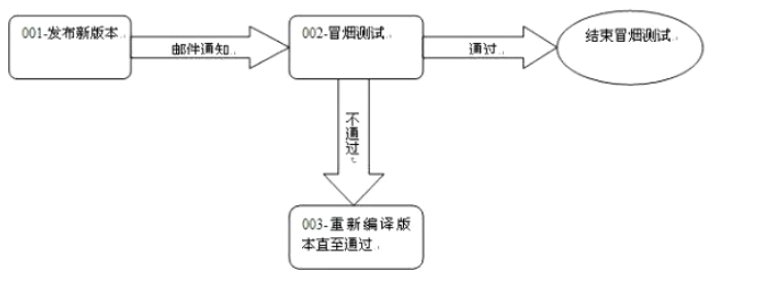 001-发布新版本
邮件通知
002-冒烟测试
通过
结束冒烟测试
不通过
003-重新编译版
本直至通过